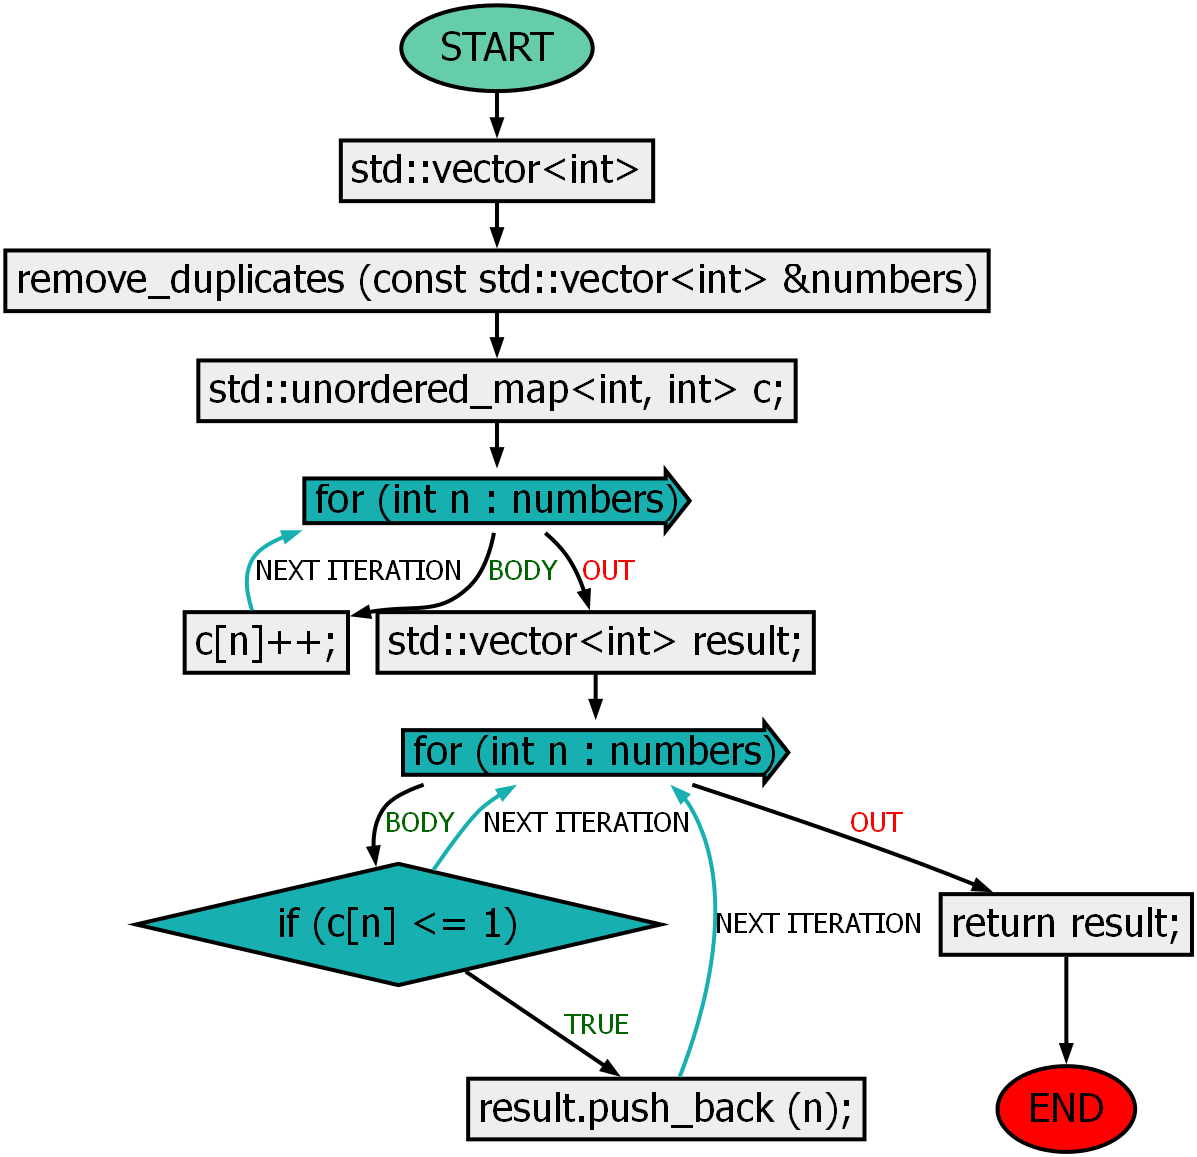 START
std::vector<int>
remove_duplicates (const std::vector<int> &numbers)
std::unordered_map<int, int> c;
for (int n : numbers)
NEXT ITERATION
BODY
OUT
c[n]++;
std::vector<int> result;
for (int n : numbers)
BODY
NEXT ITERATION
OUT
if (c[n] <= 1)
NEXT ITERATION
return result;
TRUE
result.push_back (n);
END